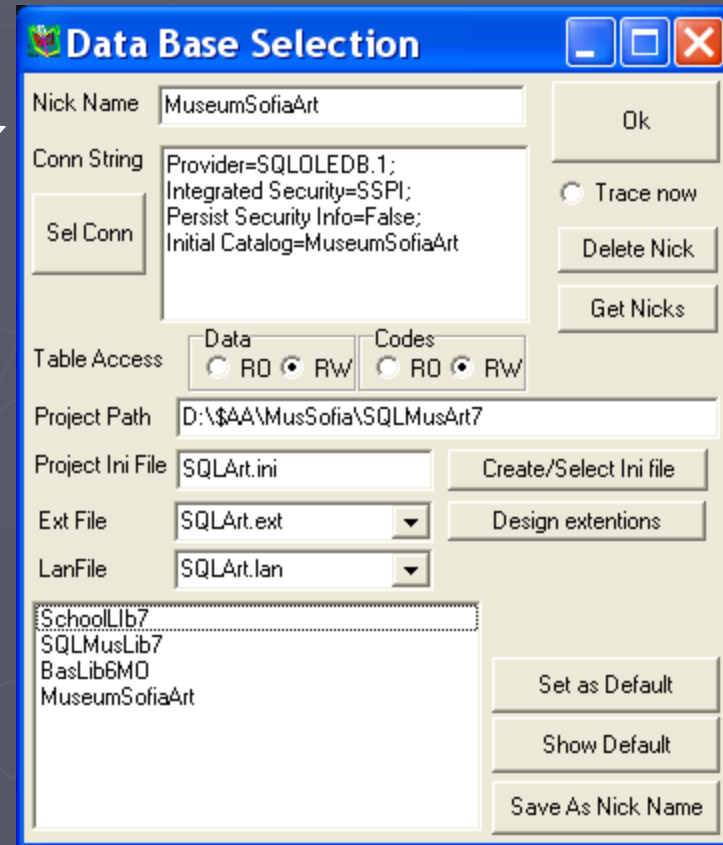 Data Base Selection
Nick Name MuseumSofiaArt
Ok
Conn String
Provider=SQLOLEDB.1;
Integrated Security=SSPI;
Persist Security Info=False;
Initial Catalog=MuseumSofiaArt
Sel Conn
Trace now
Delete Nick
Get Nicks
Table Access
Data
RO RW
Codes
RO RW
Project Path D:\$AA\MusSofia\SQLMusArt7
Project Ini File SQLArt.ini Create/Select Ini file
Ext File SQLArt.ext Design extentions
LanFile SQLArt.lan
SchoolLIb7
SQLMusLib7
BasLib6MO
MuseumSofiaArt
Set as Default
Show Default
Save As Nick Name